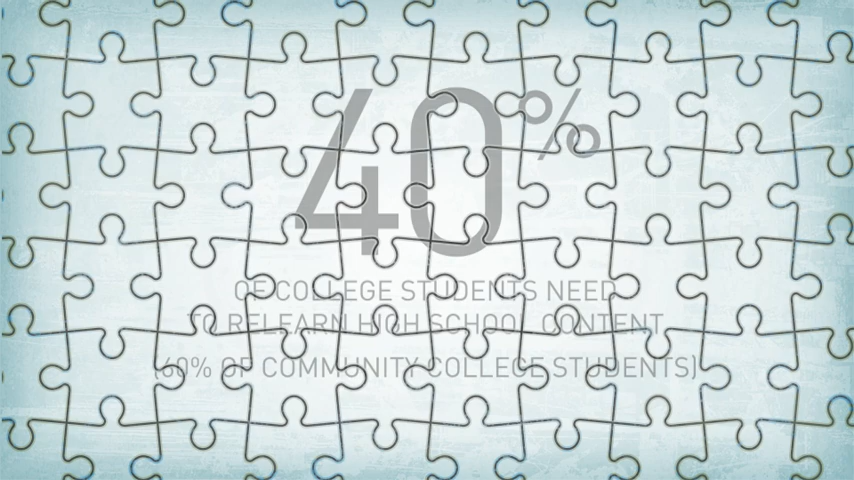 40%
OF COLLEGE STUDENTS NEED
TO RELEARN HIGH SCHOOL CONTENT
(60% OF COMMUNITY COLLEGE STUDENTS)